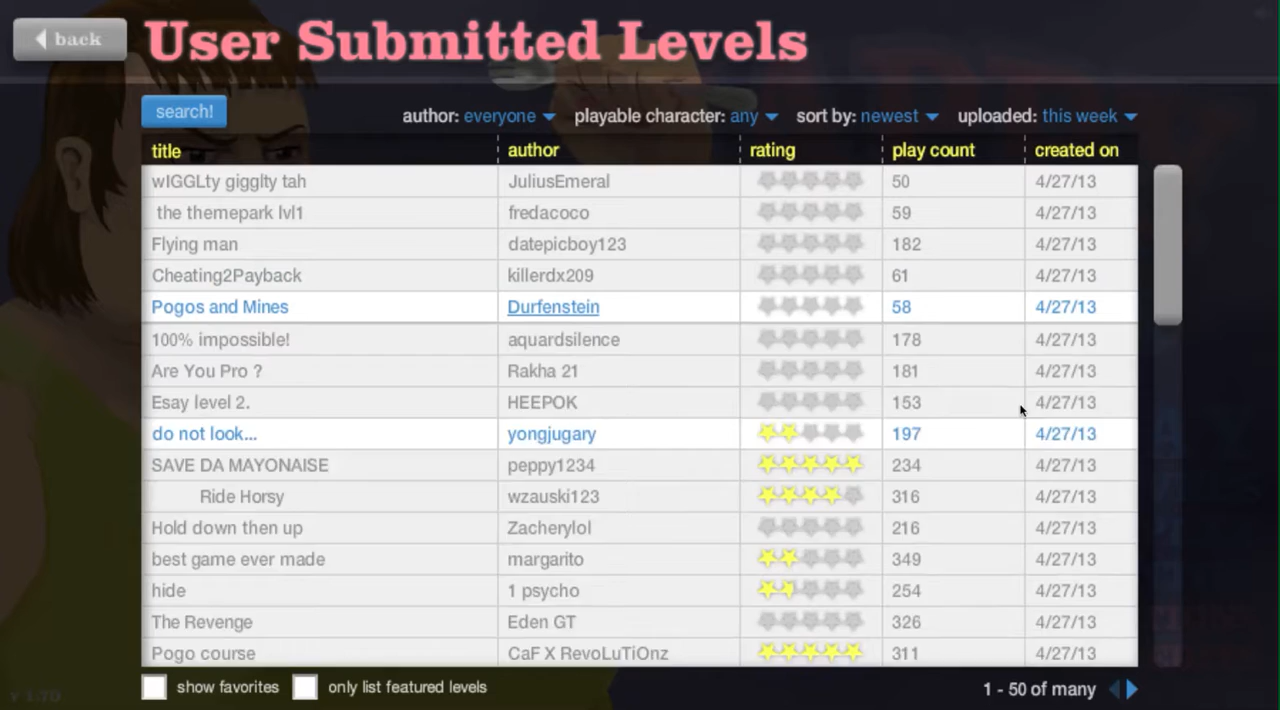 back
User Submitted Levels
search!
author: everyone playable character: any sort by: newest uploaded: this week
title author rating play count created on
wIGGLty gigglty tah JuliusEmeral 50 4/27/13
the themepark lvl1 fredacoco 59 4/27/13
Flying man datepicboy123 182 4/27/13
Cheating2Payback killerdx209 61 4/27/13
Pogos and Mines Durfenstein 58 4/27/13
100% impossible! aquardsilence 178 4/27/13
Are You Pro ? Rakha 21 181 4/27/13
Esay level 2. HEEPOK 153 4/27/13
do not look... yongjugary 197 4/27/13
SAVE DA MAYONAISE peppy1234 234 4/27/13
Ride Horsy wzauski123 316 4/27/13
Hold down then up Zacherylol 216 4/27/13
best game ever made margarito 349 4/27/13
hide 1 psycho 254 4/27/13
The Revenge Eden GT 326 4/27/13
Pogo course CaF X RevoLuTiOnz 311 4/27/13
show favorites only list featured levels 1 - 50 of many